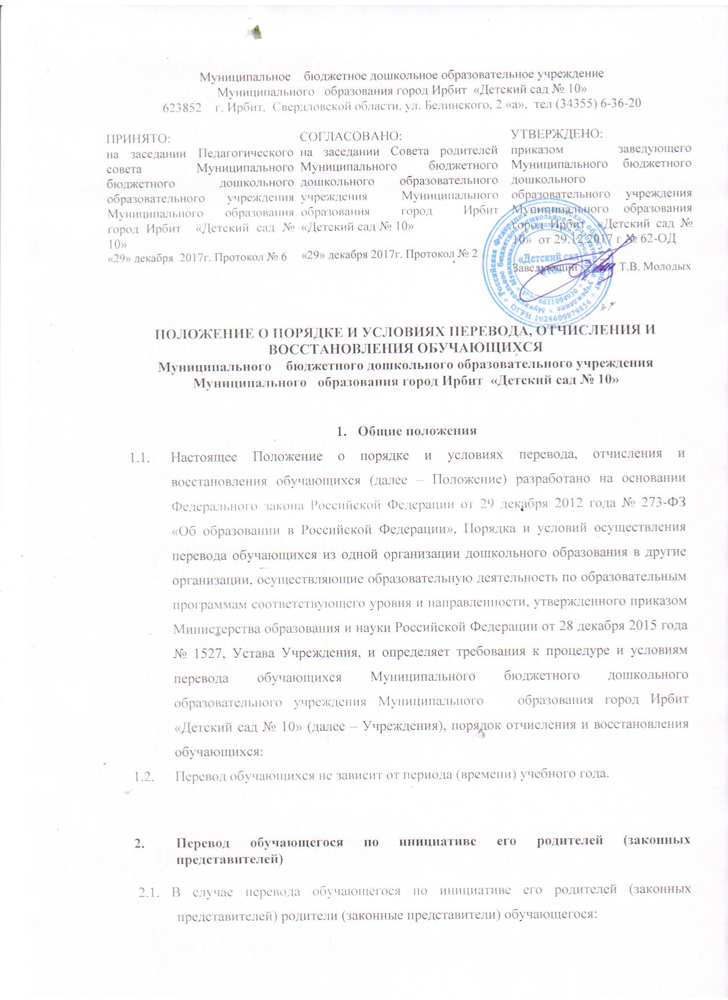 Муниципальное бюджетное дошкольное образовательное учреждение
Муниципального образования город Ирбит «Детский сад № 10»
623852 г. Ирбит, Свердловской области, ул. Белинского, 2 «а», тел (34355) 6-36-20
ПРИНЯТО:
на заседании Педагогического
совета Муниципального
бюджетного дошкольного
образовательного учреждения
Муниципального образования
город Ирбит «Детский сад №
10»
«29» декабря 2017г. Протокол № 6
СОГЛАСОВАНО:
на заседании Совета родителей
Муниципального бюджетного
дошкольного образовательного
учреждения Муниципального
образования город Ирбит
«Детский сад № 10»
«29» декабря 2017г. Протокол № 2
УТВЕРЖДЕНО:
приказом заведующего
Муниципального бюджетного
дошкольного
образовательного учреждения
Муниципального образования
город Ирбит «Детский сад №
10» от 29.12.2017 г № 62-ОД
Заведующий Т.В. Молодых
«Детский сад
№10»
6611004930
ОГРН 1026600879854
ПОЛОЖЕНИЕ О ПОРЯДКЕ И УСЛОВИЯХ ПЕРЕВОДА, ОТЧИСЛЕНИЯ И
ВОССТАНОВЛЕНИЯ ОБУЧАЮЩИХСЯ
Муниципального бюджетного дошкольного образовательного учреждения
Муниципального образования город Ирбит «Детский сад № 10»
1. Общие положения
1.1. Настоящее Положение о порядке и условиях перевода, отчисления и
восстановления обучающихся (далее – Положение) разработано на основании
Федерального закона Российской Федерации от 29 декабря 2012 года № 273-ФЗ
«Об образовании в Российской Федерации», Порядка и условий осуществления
перевода обучающихся из одной организации дошкольного образования в другие
организации, осуществляющие образовательную деятельность по образовательным
программам соответствующего уровня и направленности, утвержденного приказом
Министерства образования и науки Российской Федерации от 28 декабря 2015 года
№ 1527, Устава Учреждения, и определяет требования к процедуре и условиям
перевода обучающихся Муниципального бюджетного дошкольного
образовательного учреждения Муниципального образования город Ирбит
«Детский сад № 10» (далее – Учреждения), порядок отчисления и восстановления
обучающихся:
1.2. Перевод обучающихся не зависит от периода (времени) учебного года.
2. Перевод обучающегося по инициативе его родителей (законных
представителей)
2.1. В случае перевода обучающегося по инициативе его родителей (законных
представителей) родители (законные представители) обучающегося: